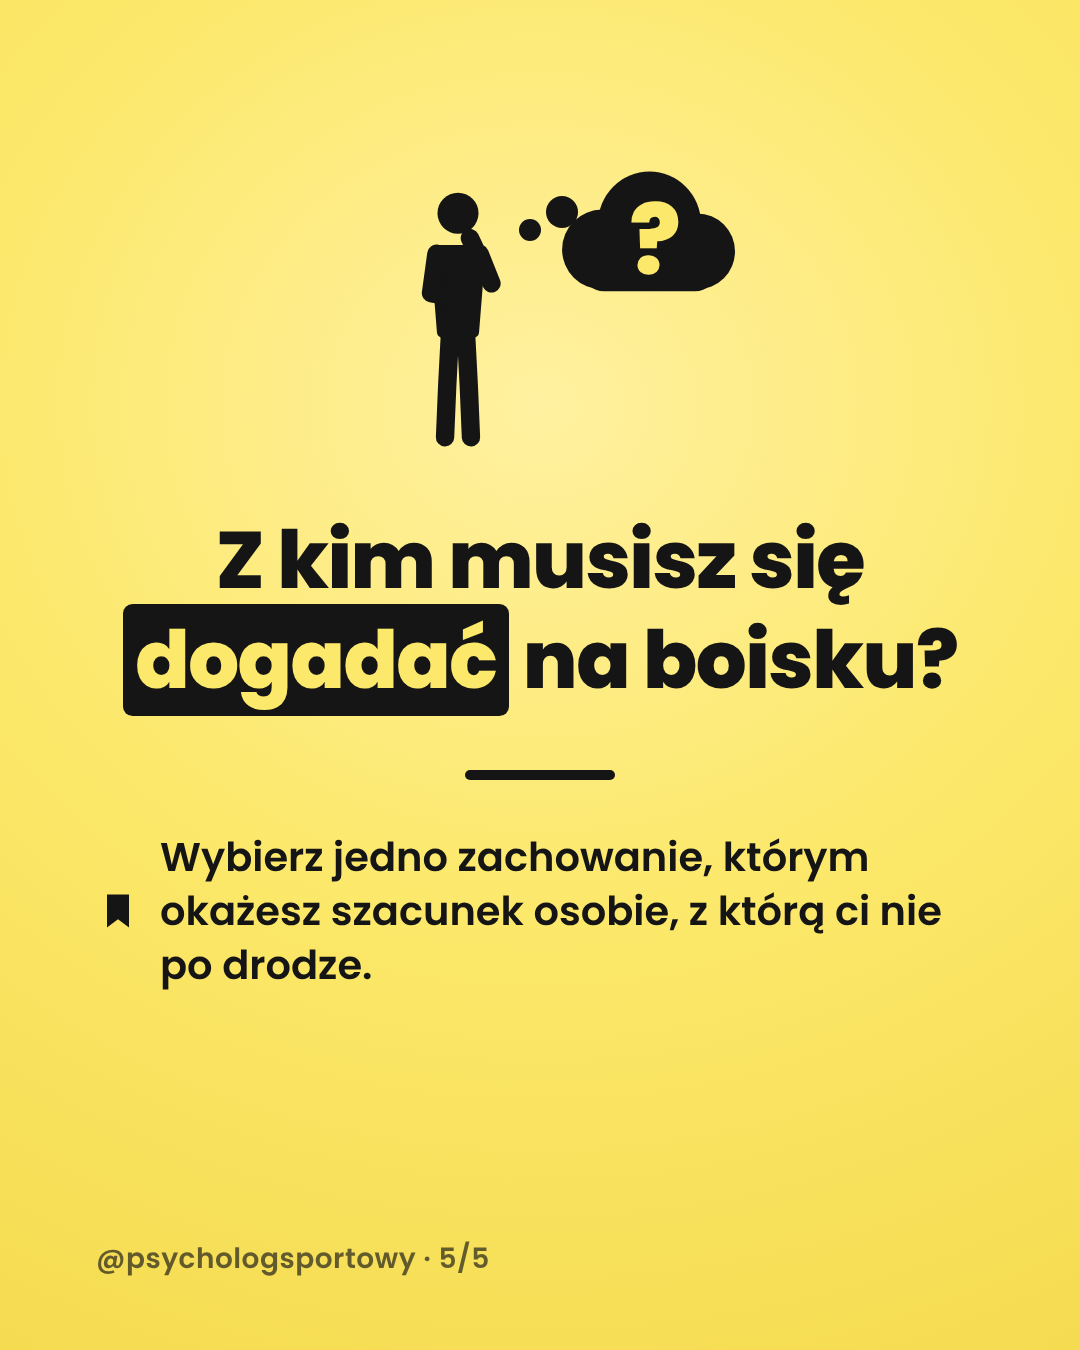 ?
Z kim musisz się
dogadać na boisku?
Wybierz jedno zachowanie, którym
okażesz szacunek osobie, z którą ci nie
po drodze.
@psychologsportowy · 5/5